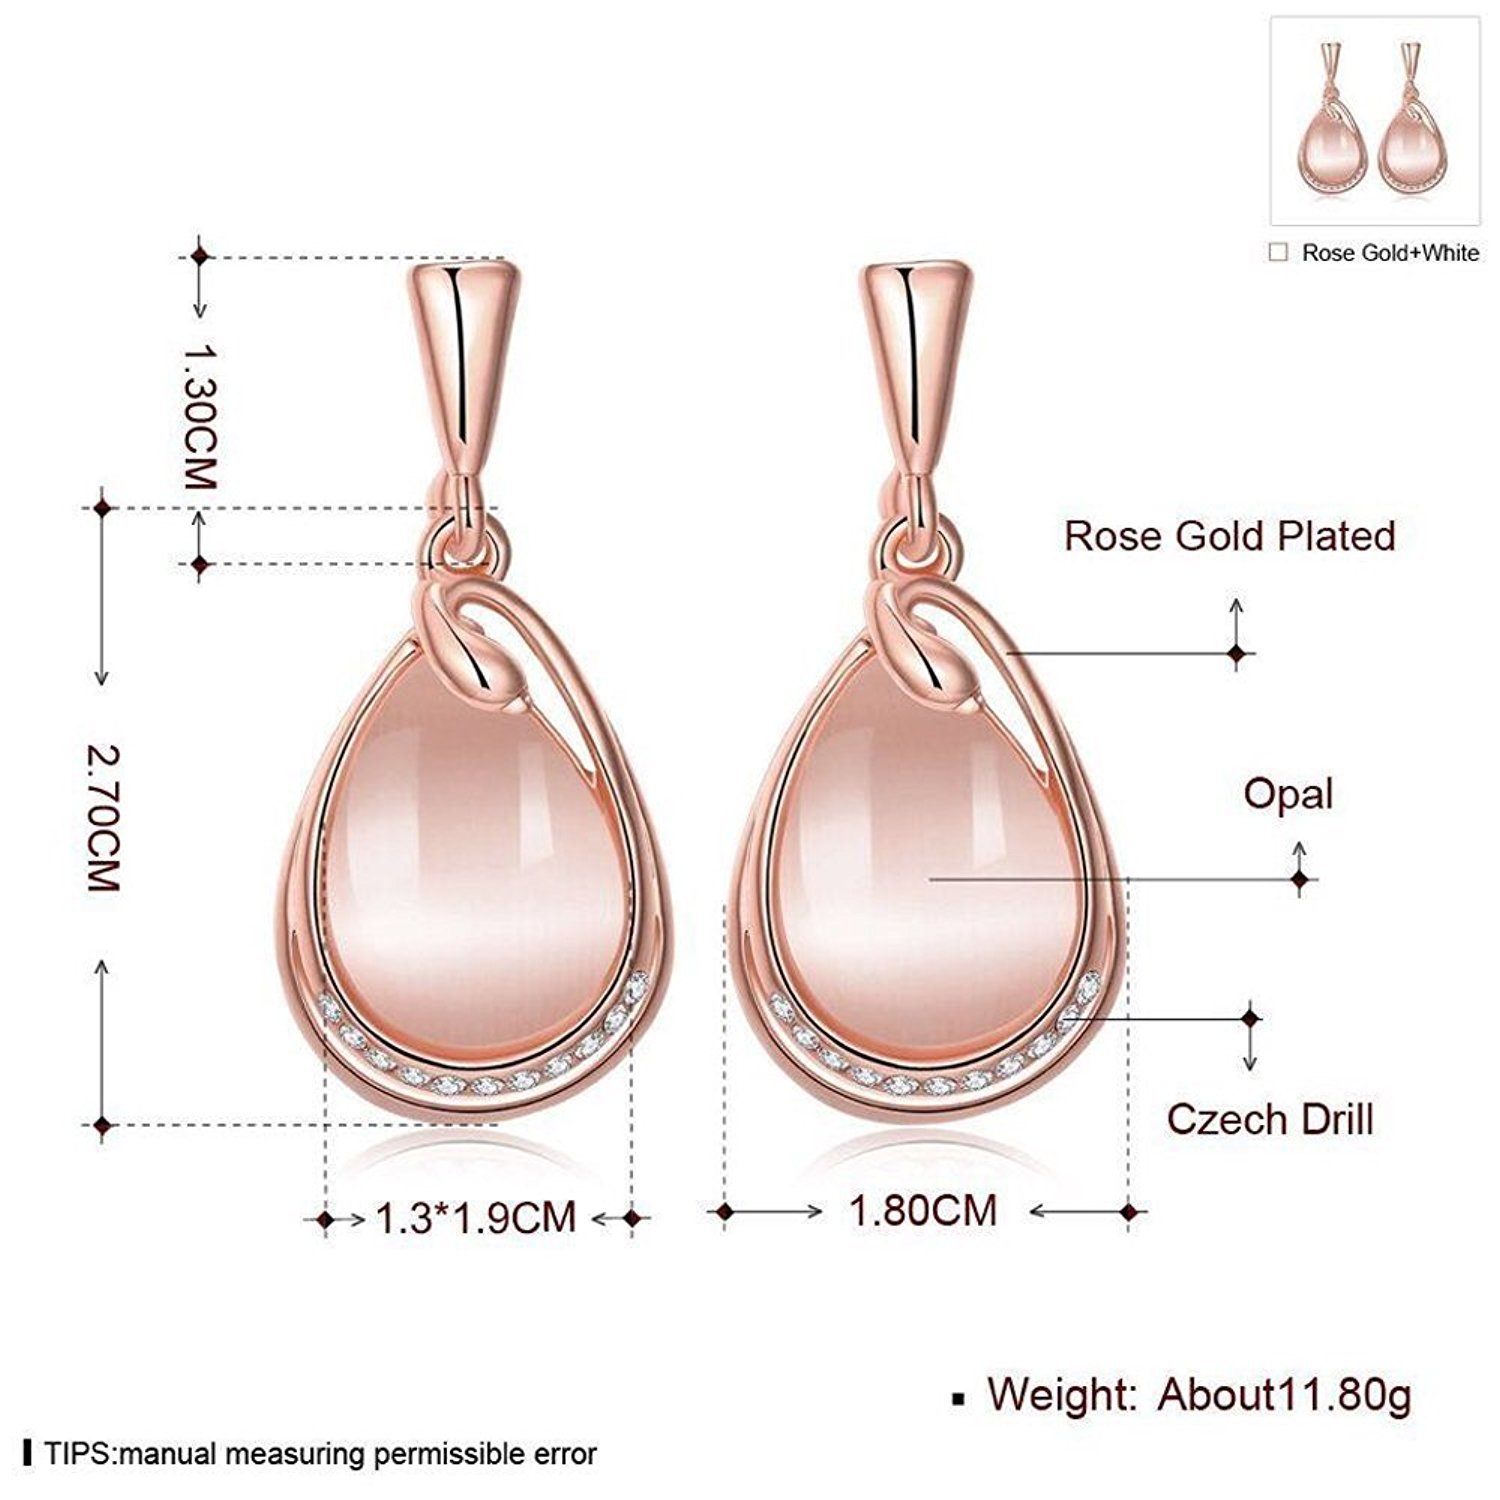 Rose Gold+White
1.30CM
Rose Gold Plated
2.70CM
Opal
Czech Drill
1.3*1.9CM
1.80CM
▪ Weight: About11.80g
TIPS:manual measuring permissible error